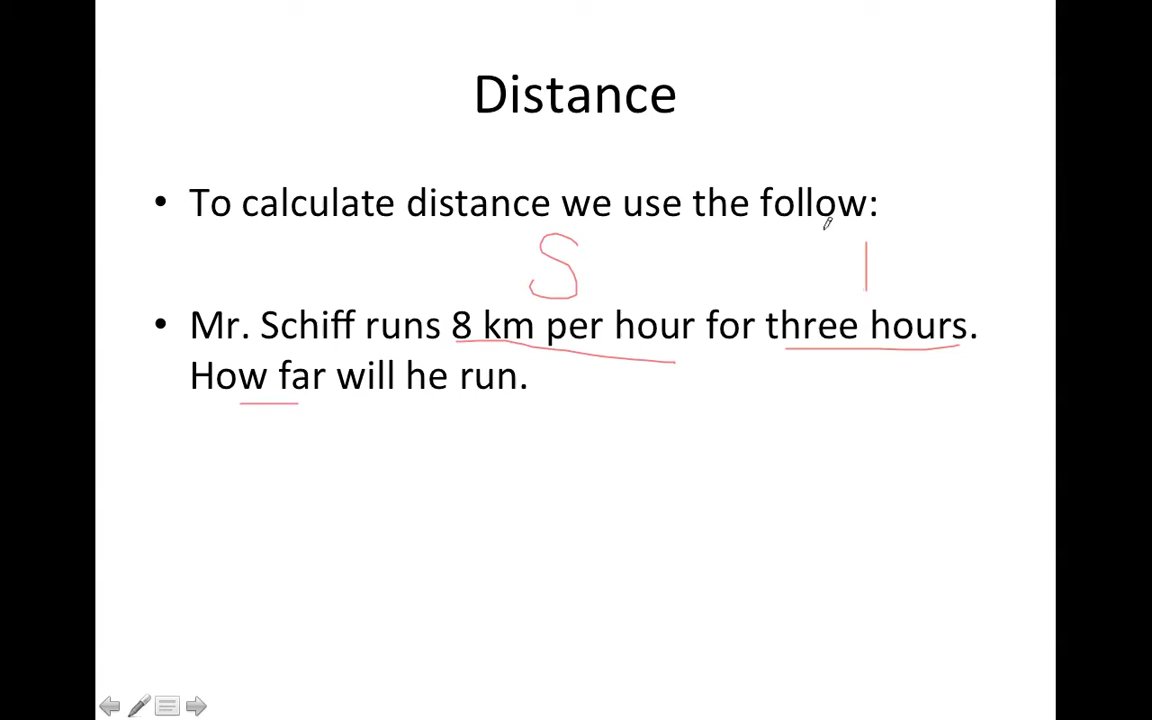 Distance
• To calculate distance we use the follow:
S
• Mr. Schiff runs 8 km per hour for three hours.
How far will he run.